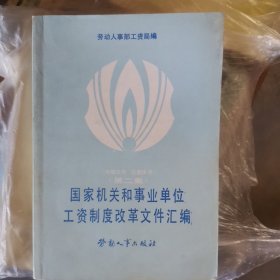 劳动人事部工资局编
(第二册)
国家机关和事业单位
工资制度改革文件汇编
劳动人事出版社